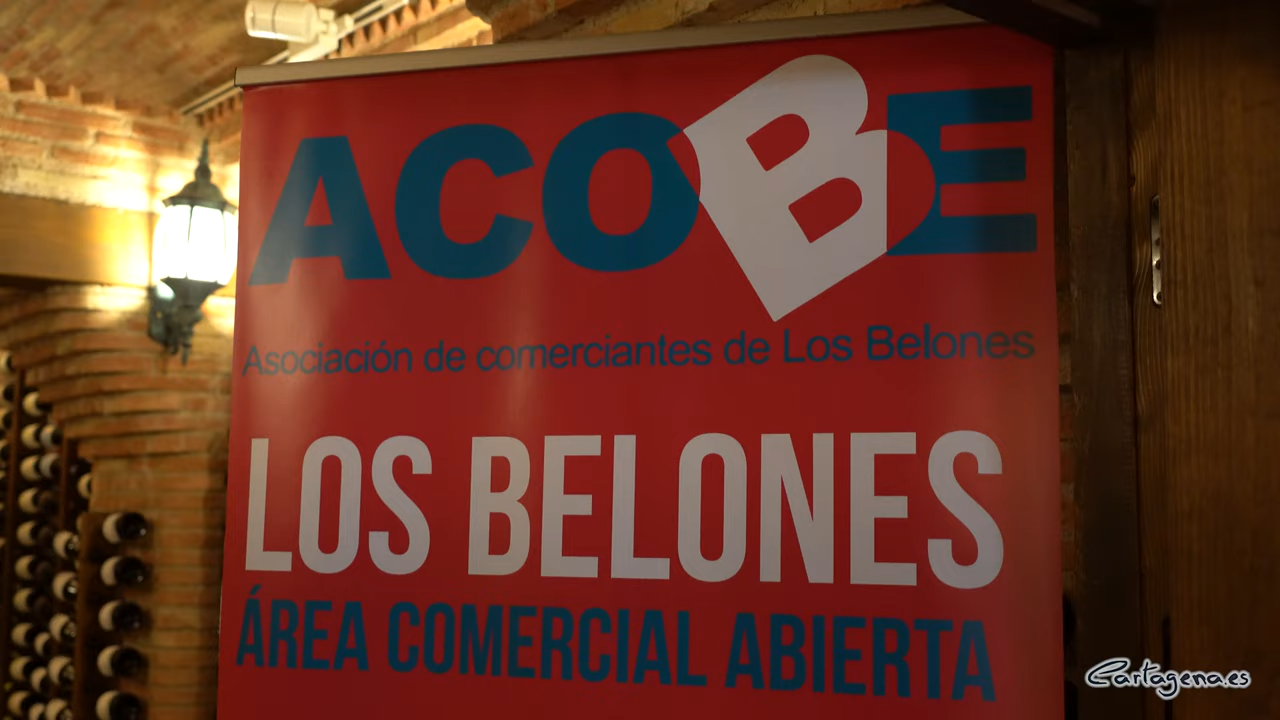 ACOBE
Asociación de comerciantes de Los Belones
LOS BELONES
ÁREA COMERCIAL ABIERTA
Cartagena.es